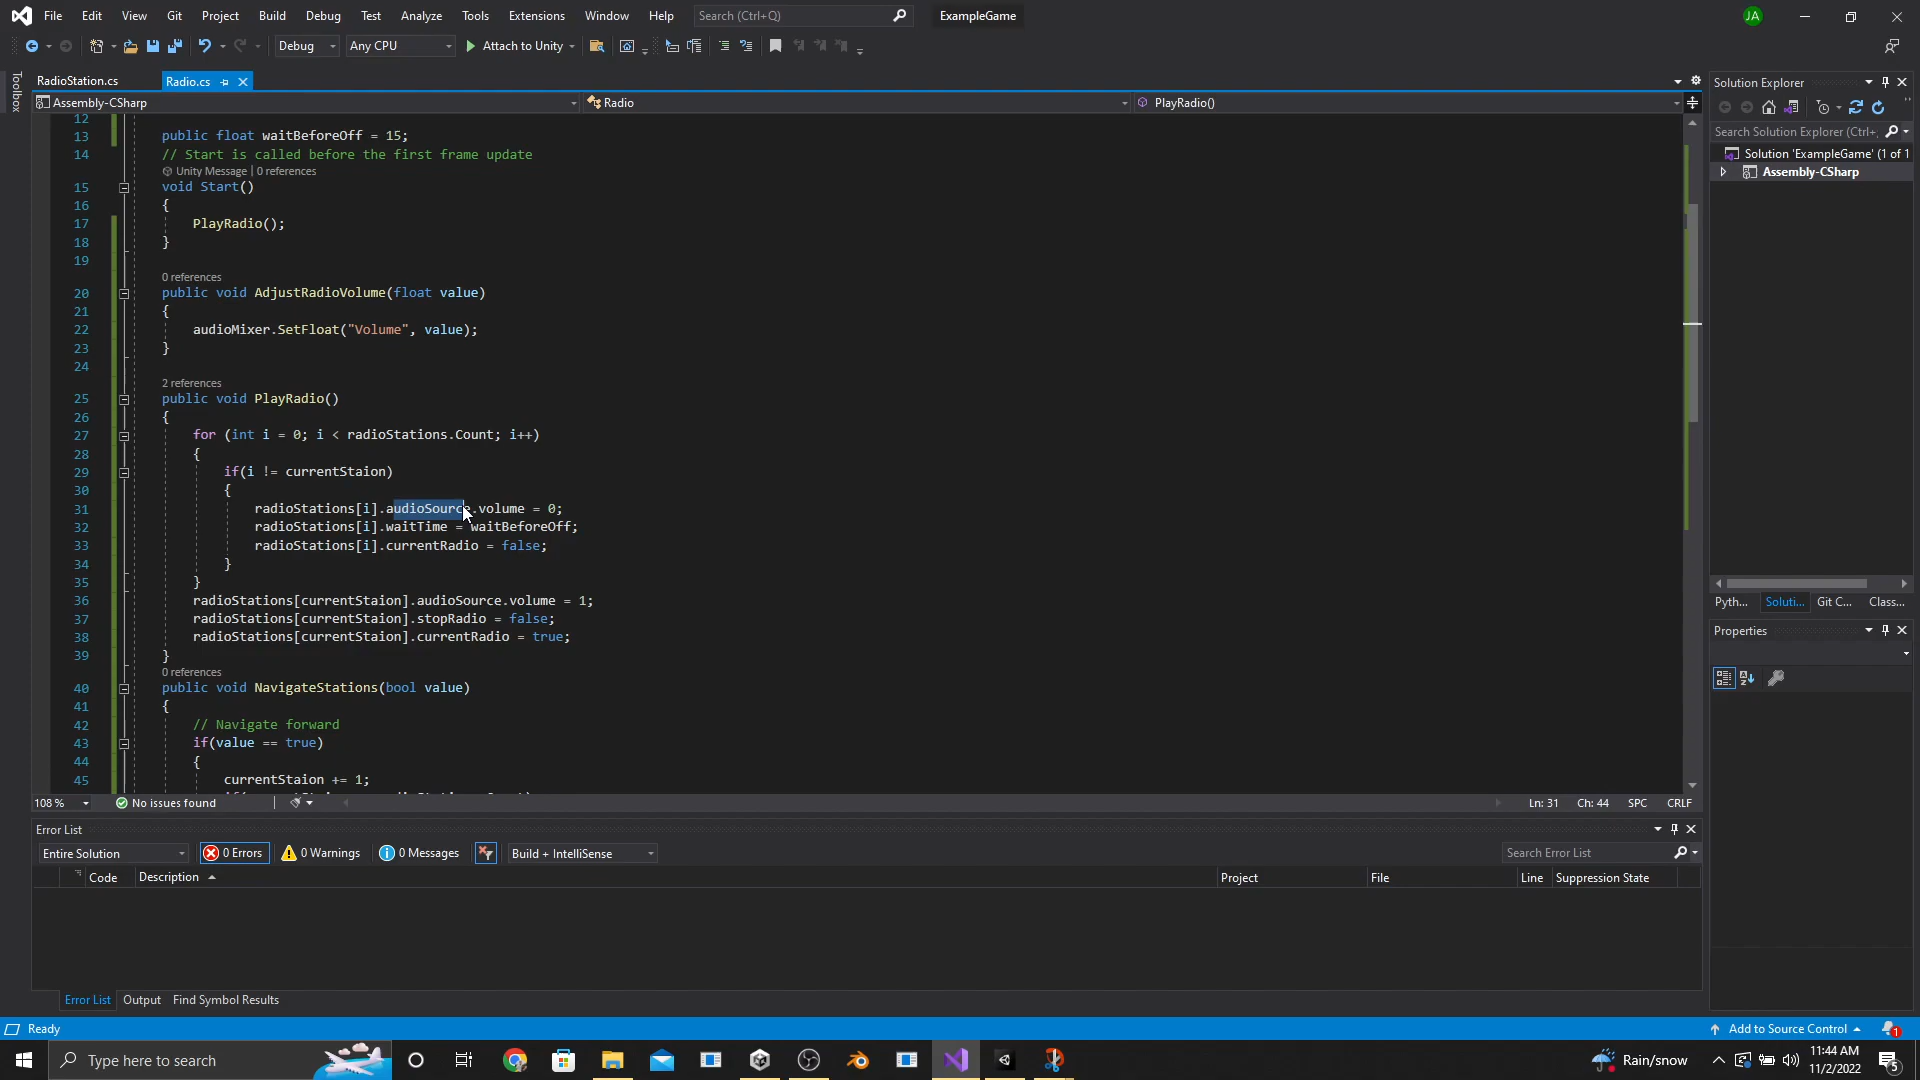 File Edit View Git Project Build Debug Test Analyze Tools Extensions Window Help Search (Ctrl+Q) ExampleGame JA
Debug Any CPU Attach to Unity
Toolbox
RadioStation.cs Radio.cs
Assembly-CSharp Radio PlayRadio()
12
13 public float waitBeforeOff = 15;
14 // Start is called before the first frame update
Unity Message | 0 references
15 void Start()
16 {
17 PlayRadio();
18 }
19
0 references
20 public void AdjustRadioVolume(float value)
21 {
22 audioMixer.SetFloat("Volume", value);
23 }
24
2 references
25 public void PlayRadio()
26 {
27 for (int i = 0; i < radioStations.Count; i++)
28 {
29 if(i != currentStaion)
30 {
31 radioStations[i].audioSource.volume = 0;
32 radioStations[i].waitTime = waitBeforeOff;
33 radioStations[i].currentRadio = false;
34 }
35 }
36 radioStations[currentStaion].audioSource.volume = 1;
37 radioStations[currentStaion].stopRadio = false;
38 radioStations[currentStaion].currentRadio = true;
39 }
0 references
40 public void NavigateStations(bool value)
41 {
42 // Navigate forward
43 if(value == true)
44 {
45 currentStaion += 1;
108 % No issues found Ln: 31 Ch: 44 SPC CRLF
Error List
Entire Solution 0 Errors 0 Warnings 0 Messages Build + IntelliSense Search Error List
Code Description Project File Line Suppression State
Error List Output Find Symbol Results
Solution Explorer
Search Solution Explorer (Ctrl+
Solution 'ExampleGame' (1 of 1
Assembly-CSharp
Pyth... Soluti... Git C... Class...
Properties
Ready Add to Source Control 1
Type here to search Rain/snow 11:44 AM
11/2/2022 5